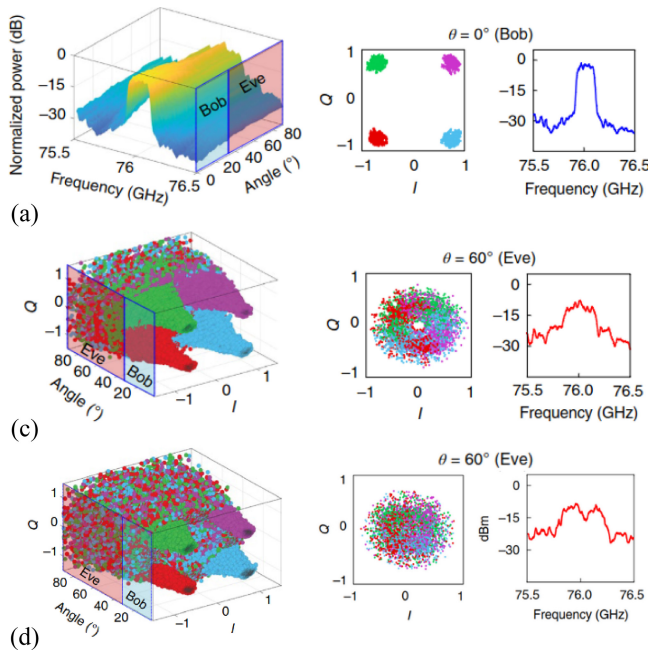 Normalized power (dB)
0
−15
−30
75.5
76
76.5
Frequency (GHz)
Bob
Eve
0
20
40
60
80
Angle (°)
θ = 0° (Bob)
1
Q
0
−1
−1
0
1
I
0
−15
−30
75.5
76.0
76.5
Frequency (GHz)
(a)
1
Q
0
−1
80
60
40
20
Angle (°)
Eve
Bob
−1
0
1
I
θ = 60° (Eve)
1
Q
0
−1
−1
0
1
I
0
−15
−30
75.5
76.0
76.5
Frequency (GHz)
(c)
1
Q
0
−1
80
60
40
20
Angle (°)
Eve
Bob
−1
0
1
I
θ = 60° (Eve)
1
Q
0
−1
−1
0
1
I
dBm
0
−15
−30
75.5
76.0
76.5
Frequency (GHz)
(d)